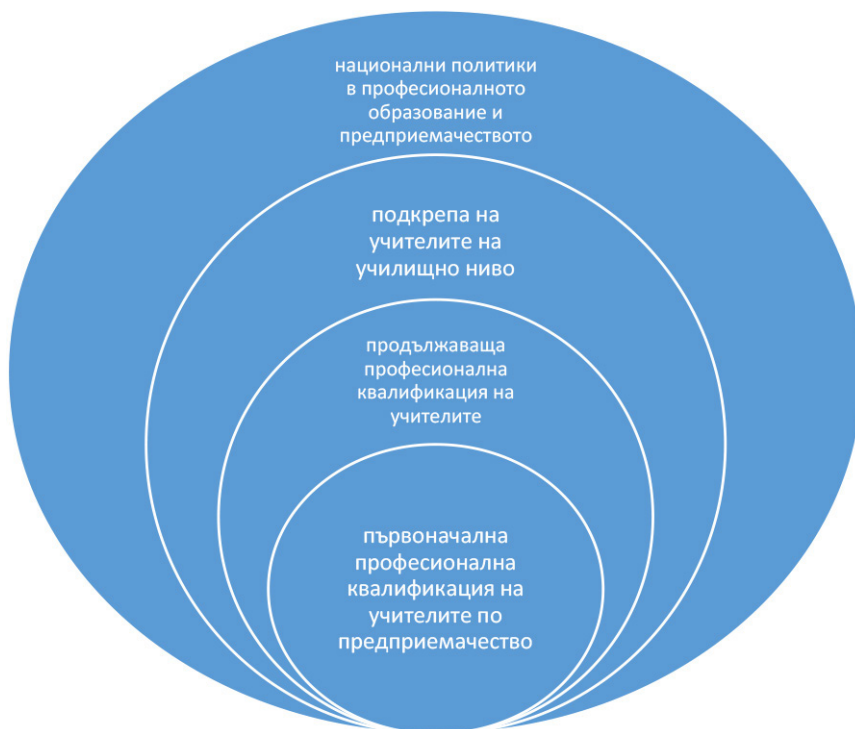 национални политики
в професионалното
образование и
предприемачеството
подкрепа на
учителите на
училищно ниво
продължаваща
професионална
квалификация на
учителите
първоначална
професионална
квалификация на
учителите по
предприемачество